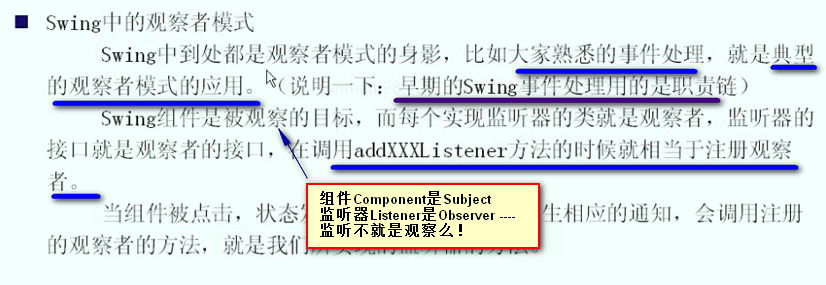 Swing中的观察者模式
Swing中到处都是观察者模式的身影，比如大家熟悉的事件处理，就是典型
的观察者模式的应用。（说明一下：早期的Swing事件处理用的是职责链）
Swing组件是被观察的目标，而每个实现监听器的类就是观察者，监听器的
接口就是观察者的接口，在调用addXXXListener方法的时候就相当于注册观察
者。
组件Component是Subject
监听器Listener是Observer ----
监听不就是观察么！
当组件被点击，状态 生相应的通知，会调用注册
的观察者的方法，就是我们